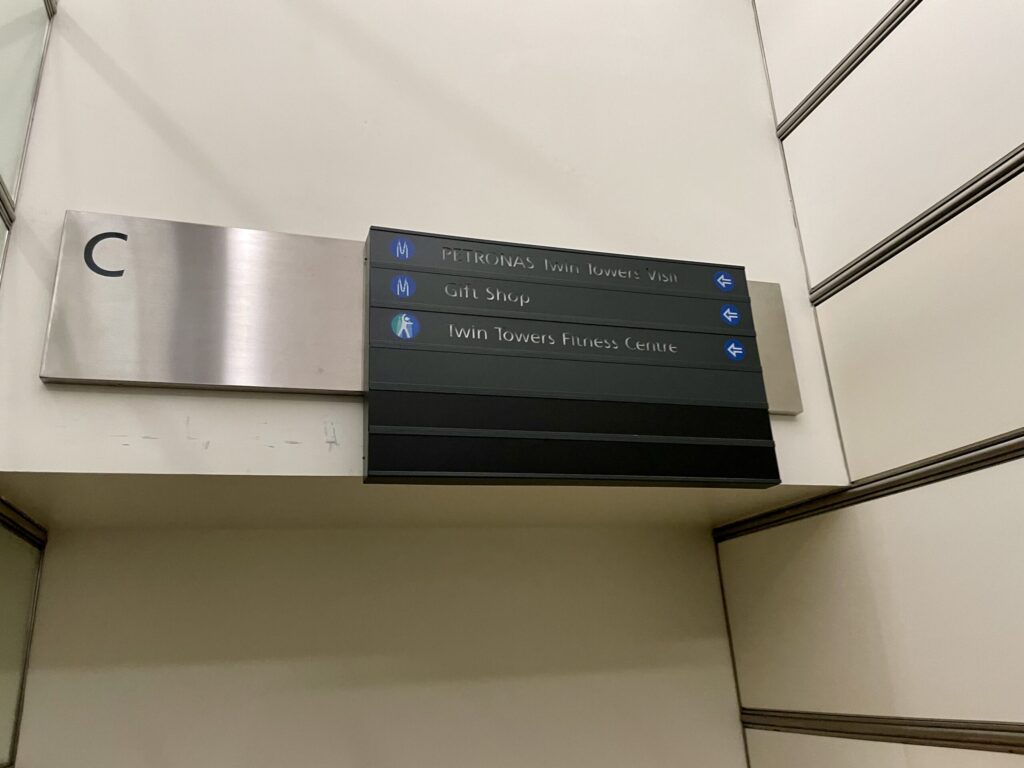 C
PETRONAS Twin Towers Visit
Gift Shop
Twin Towers Fitness Centre